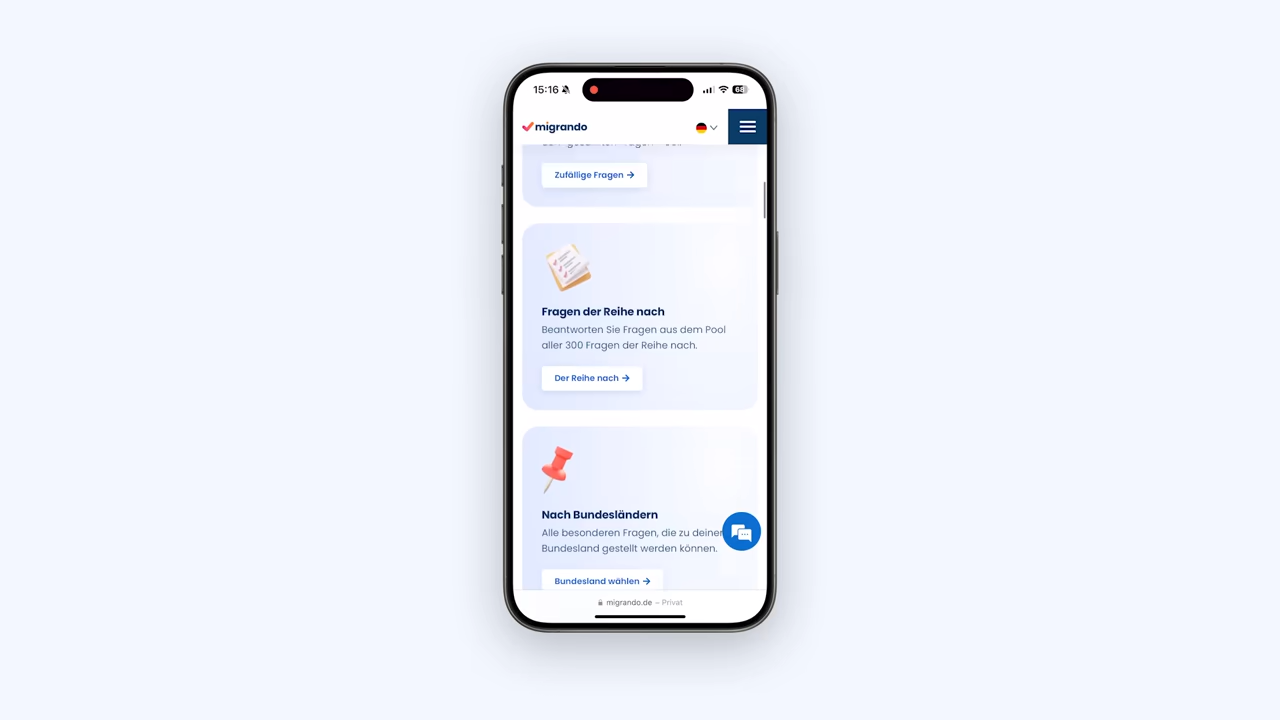 15:16
68
migrando
Zufällige Fragen →
Fragen der Reihe nach
Beantworten Sie Fragen aus dem Pool
aller 300 Fragen der Reihe nach.
Der Reihe nach →
Nach Bundesländern
Alle besonderen Fragen, die zu deiner
Bundesland gestellt werden können.
Bundesland wählen →
migrando.de – Privat